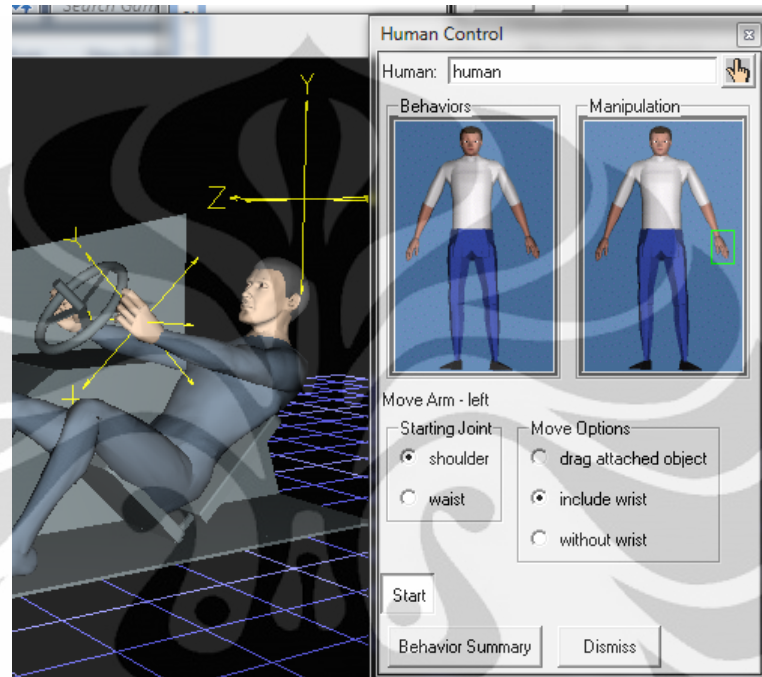 Search Gum
Human Control
Human: human
Behaviors
Manipulation
Y
Z
Move Arm - left
Starting Joint
Move Options
shoulder
drag attached object
waist
include wrist
without wrist
Start
Behavior Summary
Dismiss